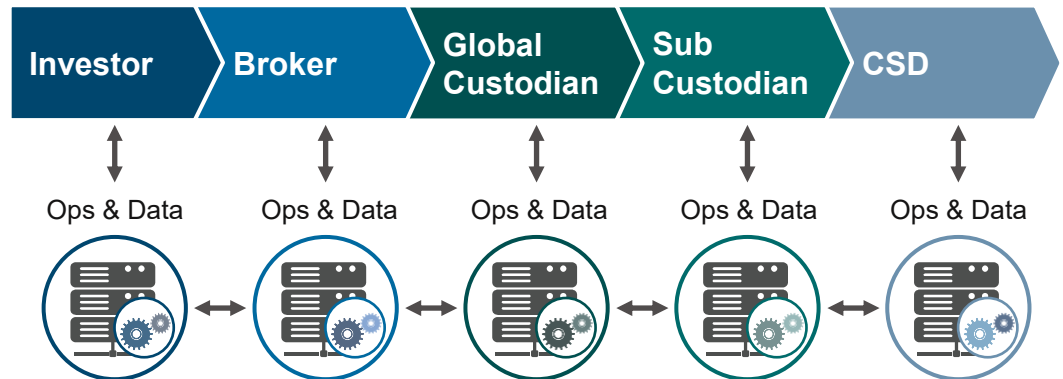 Investor
Broker
Global
Custodian
Sub
Custodian
CSD
Ops & Data
Ops & Data
Ops & Data
Ops & Data
Ops & Data